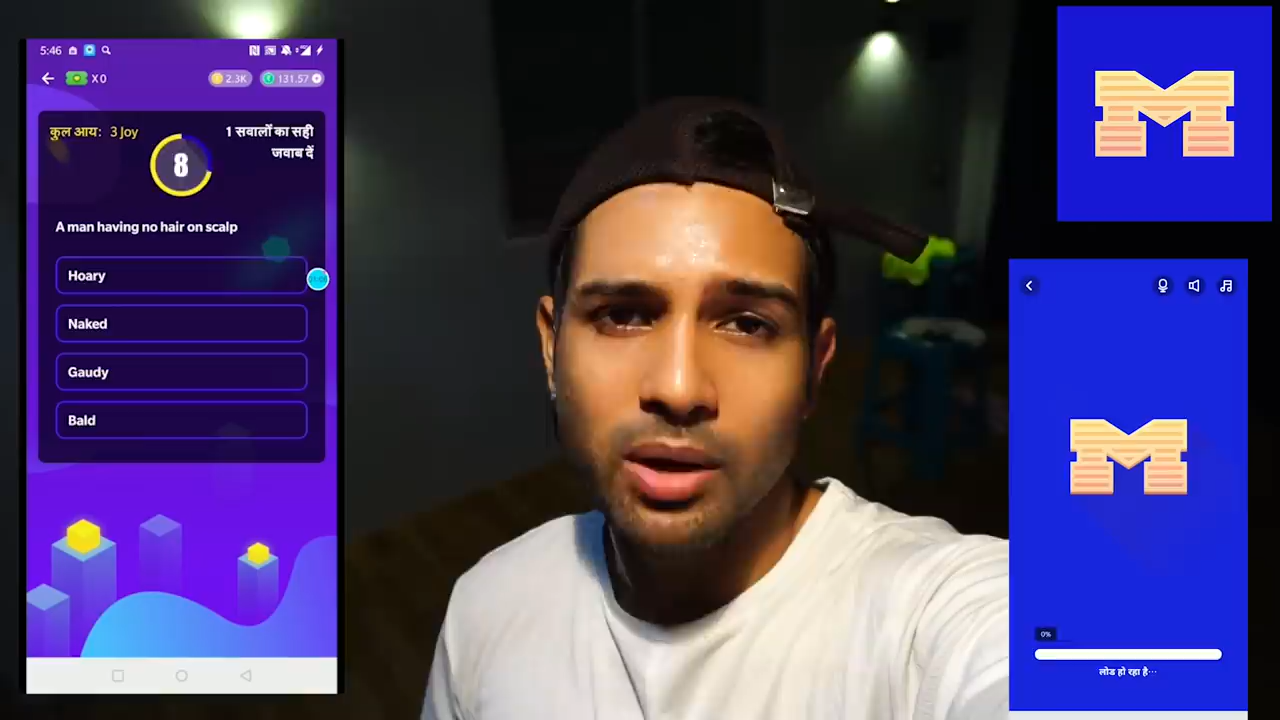 5:46
X0
2.3K
131.57
कुल आय: 3 Joy
8
1 सवालों का सही
जवाब दें
A man having no hair on scalp
Hoary
Naked
Gaudy
Bald
M
M
0%
लोड हो रहा है...